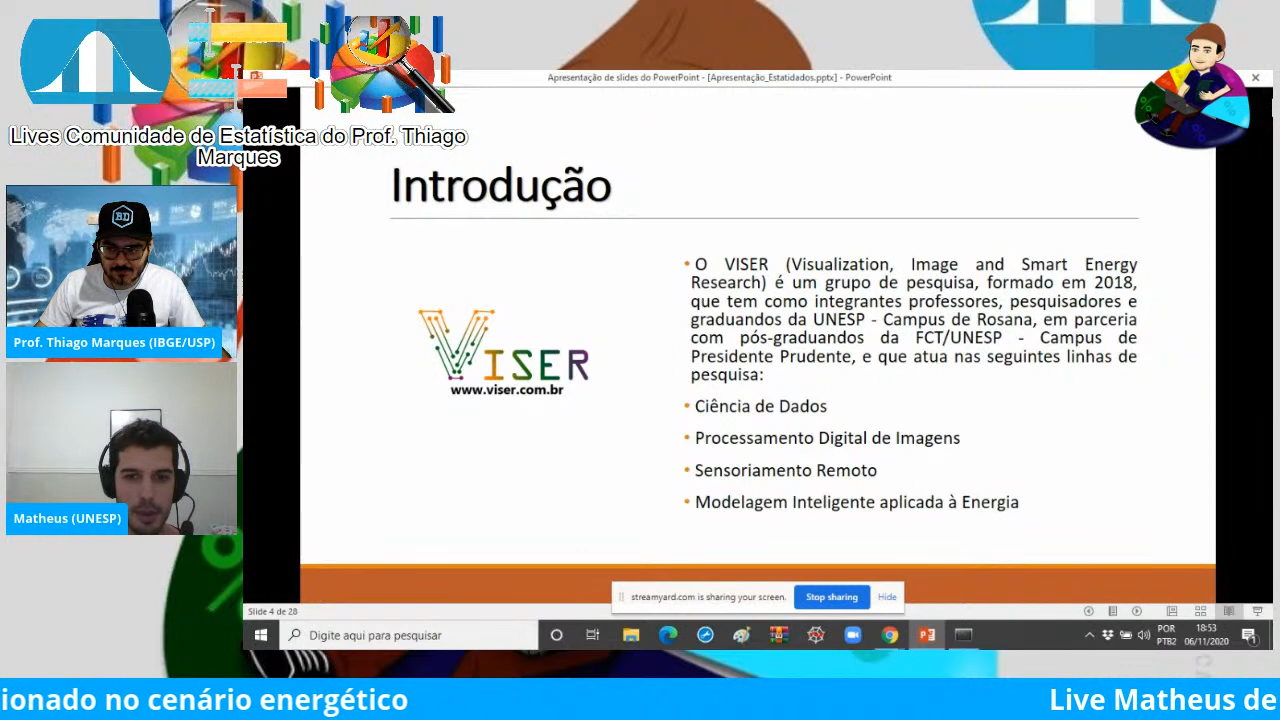 Apresentação de slides do PowerPoint - [Apresentação_Estatidados.pptx] - PowerPoint
Lives Comunidade de Estatística do Prof. Thiago
Marques
Introdução
BD
Prof. Thiago Marques (IBGE/USP)
Matheus (UNESP)
VISER
www.viser.com.br
• O VISER (Visualization, Image and Smart Energy
Research) é um grupo de pesquisa, formado em 2018,
que tem como integrantes professores, pesquisadores e
graduandos da UNESP - Campus de Rosana, em parceria
com pós-graduandos da FCT/UNESP - Campus de
Presidente Prudente, e que atua nas seguintes linhas de
pesquisa:
• Ciência de Dados
• Processamento Digital de Imagens
• Sensoriamento Remoto
• Modelagem Inteligente aplicada à Energia
streamyard.com is sharing your screen.
Stop sharing
Hide
Slide 4 de 28
Digite aqui para pesquisar
POR
PTB2
18:53
06/11/2020
ionado no cenário energético
Live Matheus de